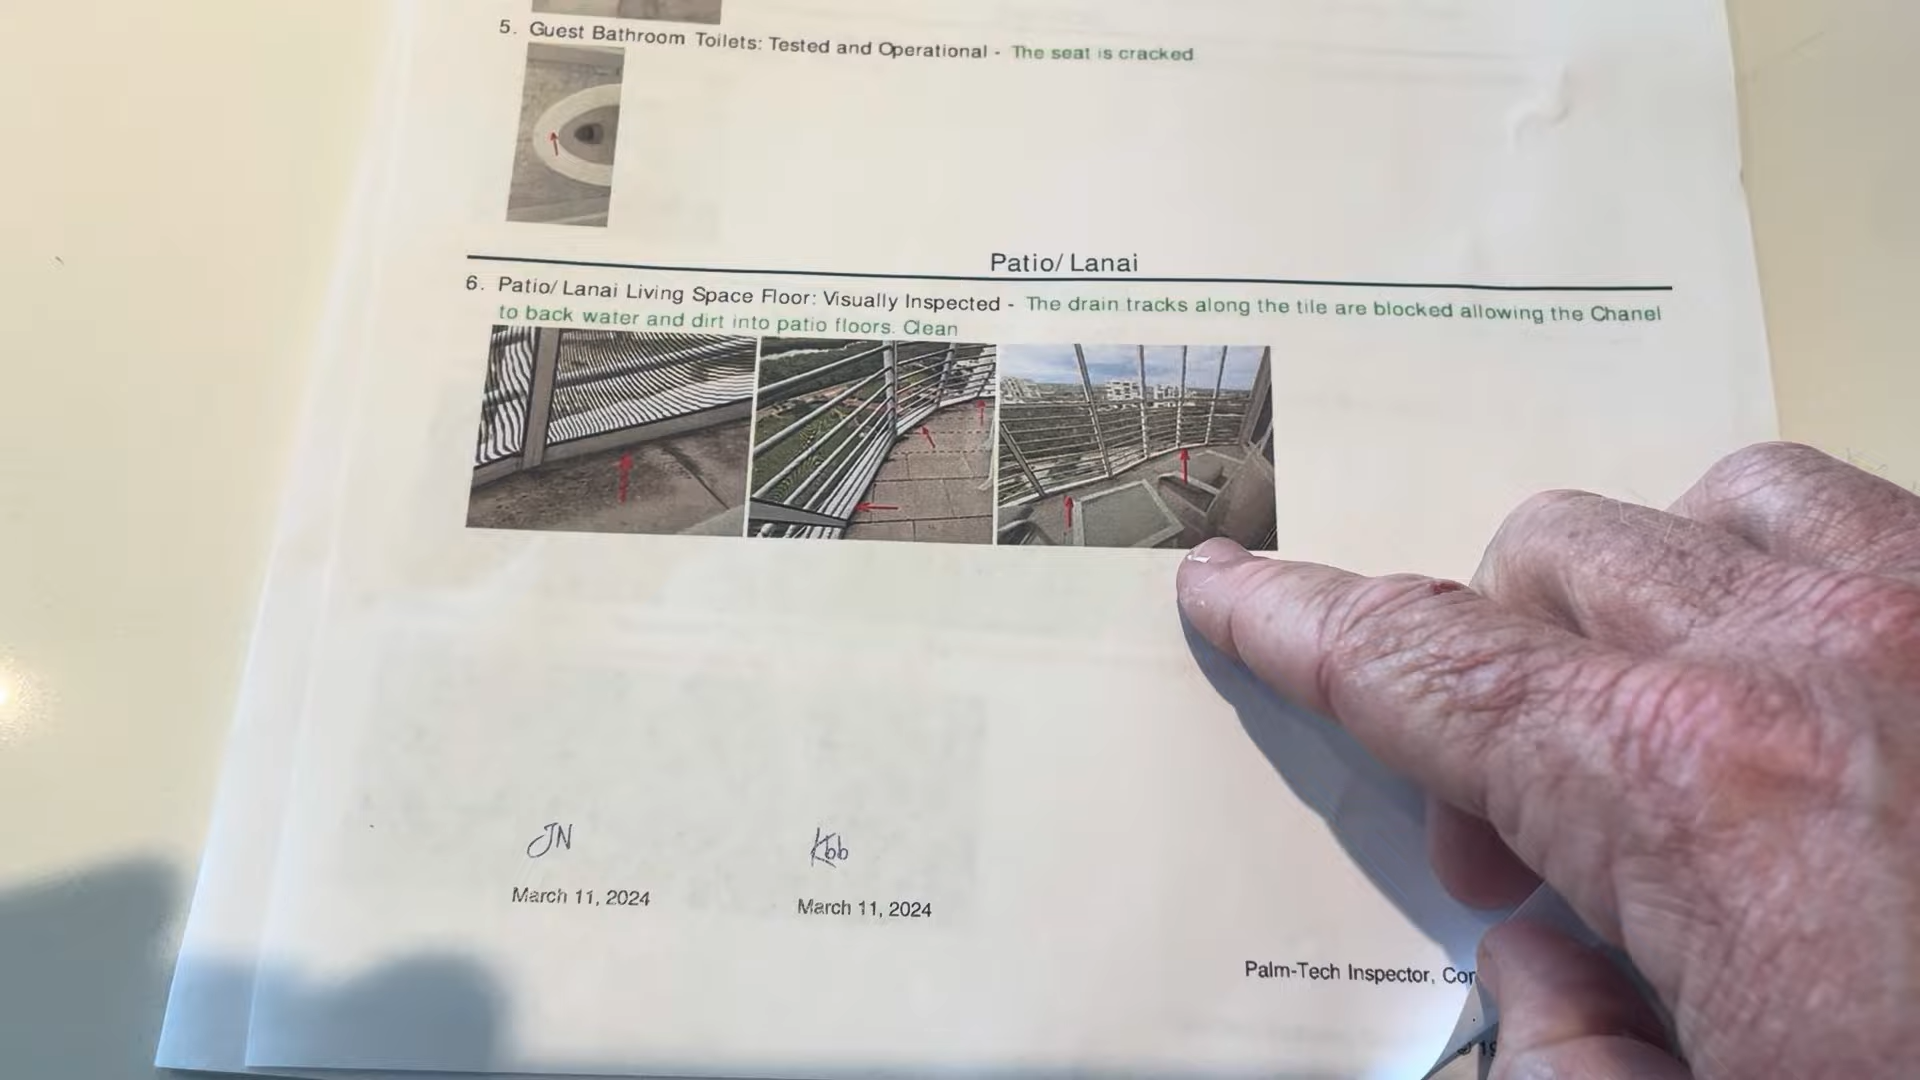 5. Guest Bathroom Toilets: Tested and Operational - The seat is cracked
Patio/ Lanai
6. Patio/ Lanai Living Space Floor: Visually Inspected - The drain tracks along the tile are blocked allowing the Chanel
to back water and dirt into patio floors. Clean
JN
Kbb
March 11, 2024
March 11, 2024
Palm-Tech Inspector,